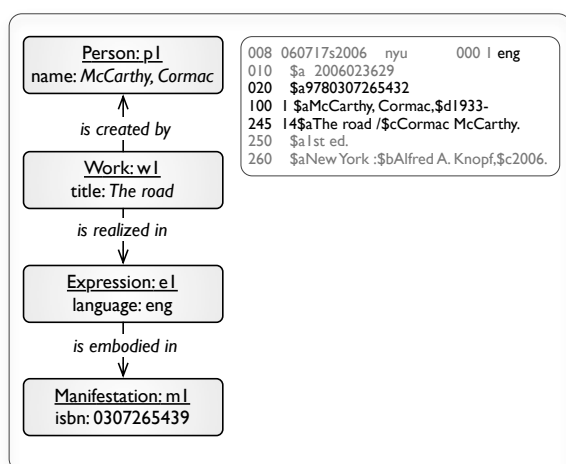 Person: p1
name: McCarthy, Cormac
is created by
Work: w1
title: The road
is realized in
Expression: e1
language: eng
is embodied in
Manifestation: m1
isbn: 0307265439
008 060717s2006 nyu 000 1 eng
010 $a 2006023629
020 $a9780307265432
100 1 $aMcCarthy, Cormac,$d1933-
245 14$aThe road /$cCormac McCarthy.
250 $a1st ed.
260 $aNew York :$bAlfred A. Knopf,$c2006.